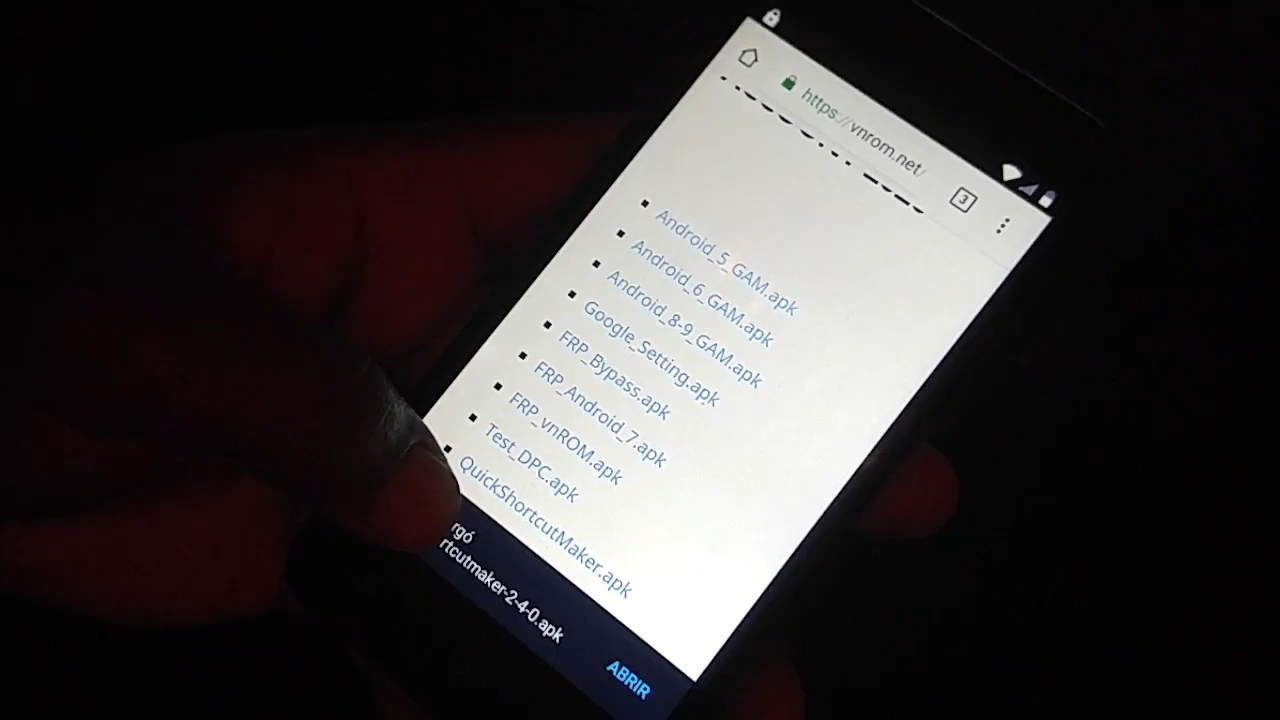 https://vnrom.net/
3
Android_5_GAM.apk
Android_6_GAM.apk
Android_8-9_GAM.apk
Google_Setting.apk
FRP_Bypass.apk
FRP_Android_7.apk
FRP_vnROM.apk
Test_DPC.apk
QuickShortcutMaker.apk
rgó
rtcutmaker-2-4-0.apk
ABRIR